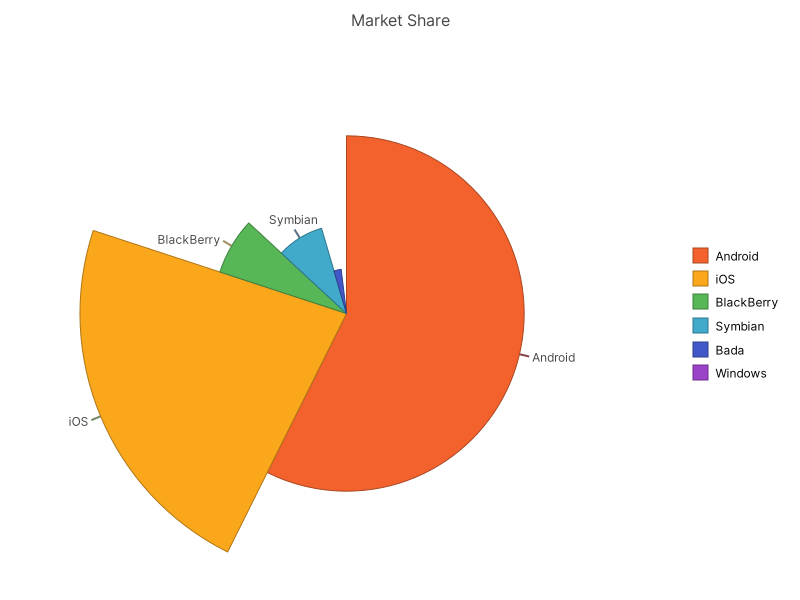 Market Share
Symbian
BlackBerry
Android
iOS
Android
iOS
BlackBerry
Symbian
Bada
Windows